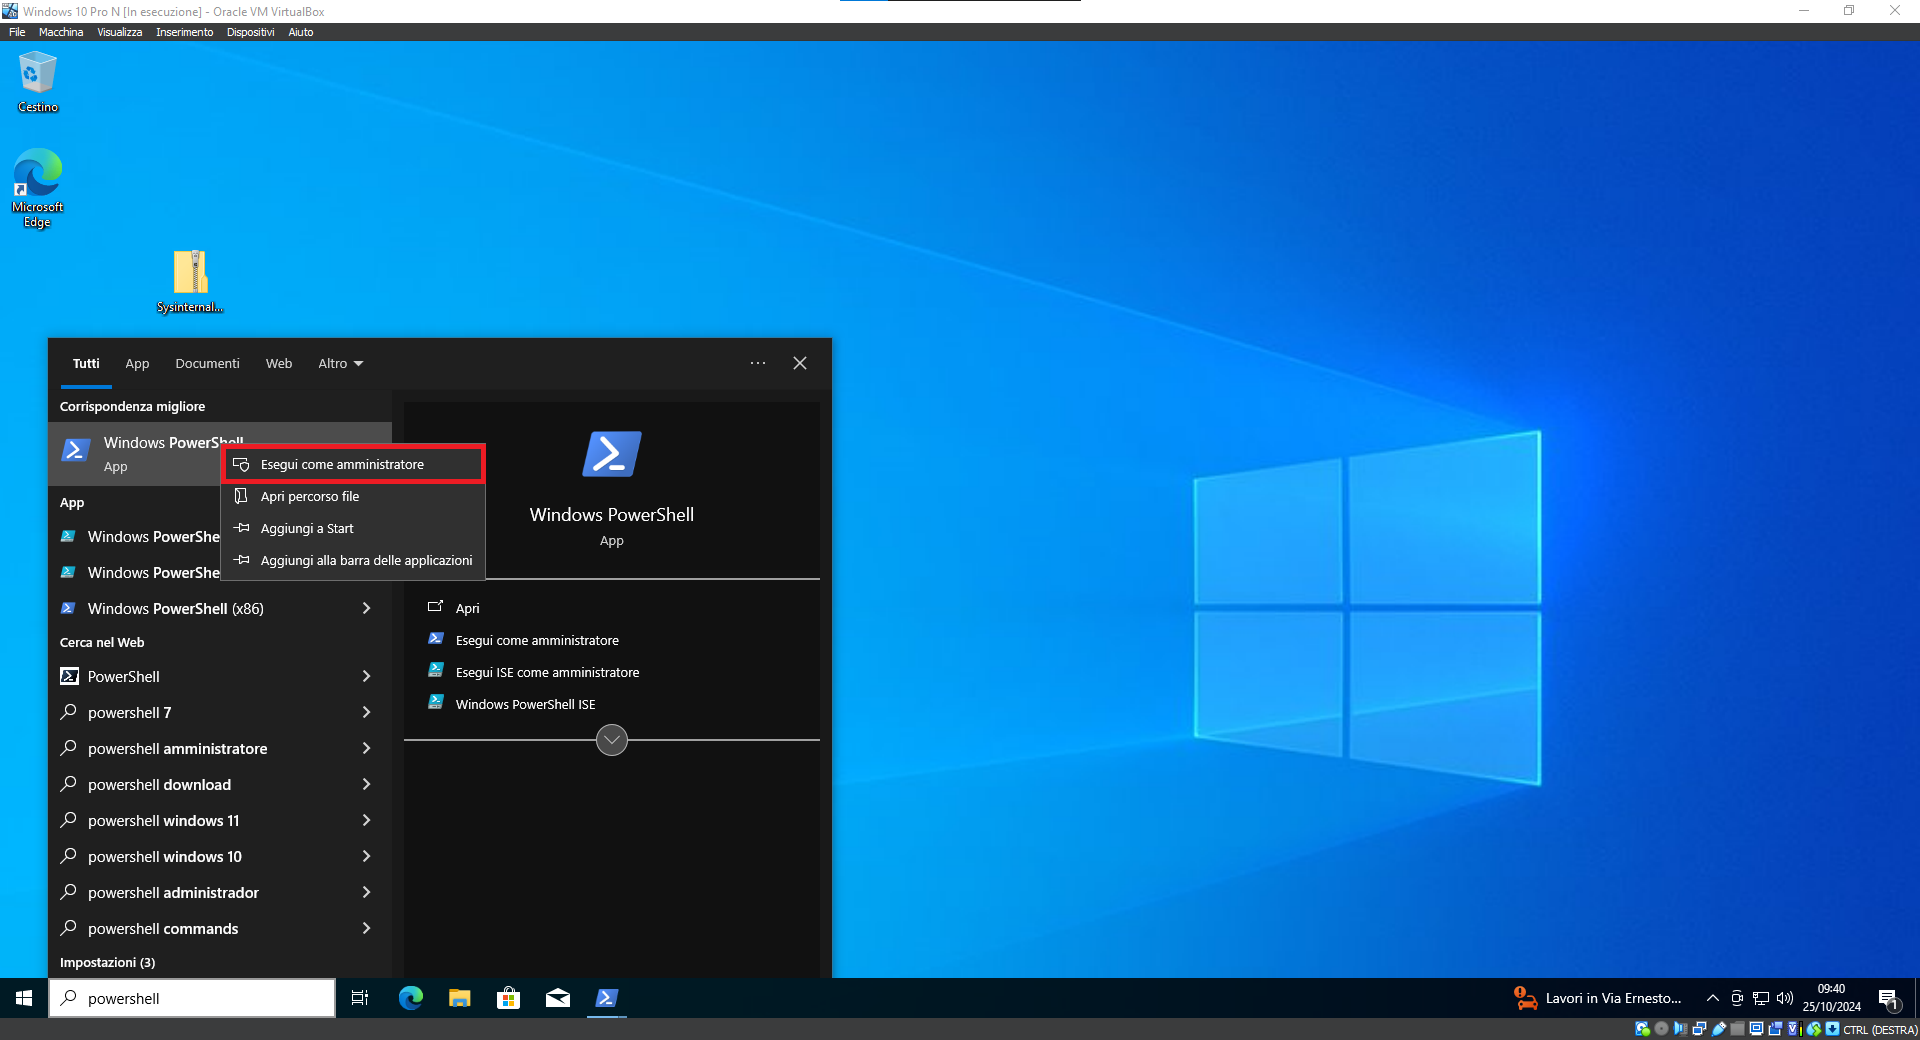 Windows 10 Pro N [In esecuzione] - Oracle VM VirtualBox
File Macchina Visualizza Inserimento Dispositivi Aiuto
Cestino
Microsoft
Edge
Sysinternal...
Tutti App Documenti Web Altro
Corrispondenza migliore
Windows PowerShell
App
Esegui come amministratore
Apri percorso file
Aggiungi a Start
Aggiungi alla barra delle applicazioni
App
Windows PowerShe
Windows PowerShe
Windows PowerShell (x86)
Cerca nel Web
PowerShell
powershell 7
powershell amministratore
powershell download
powershell windows 11
powershell windows 10
powershell administrador
powershell commands
Impostazioni (3)
Windows PowerShell
App
Apri
Esegui come amministratore
Esegui ISE come amministratore
Windows PowerShell ISE
powershell
Lavori in Via Ernesto...
09:40
25/10/2024
1
CTRL (DESTRA)